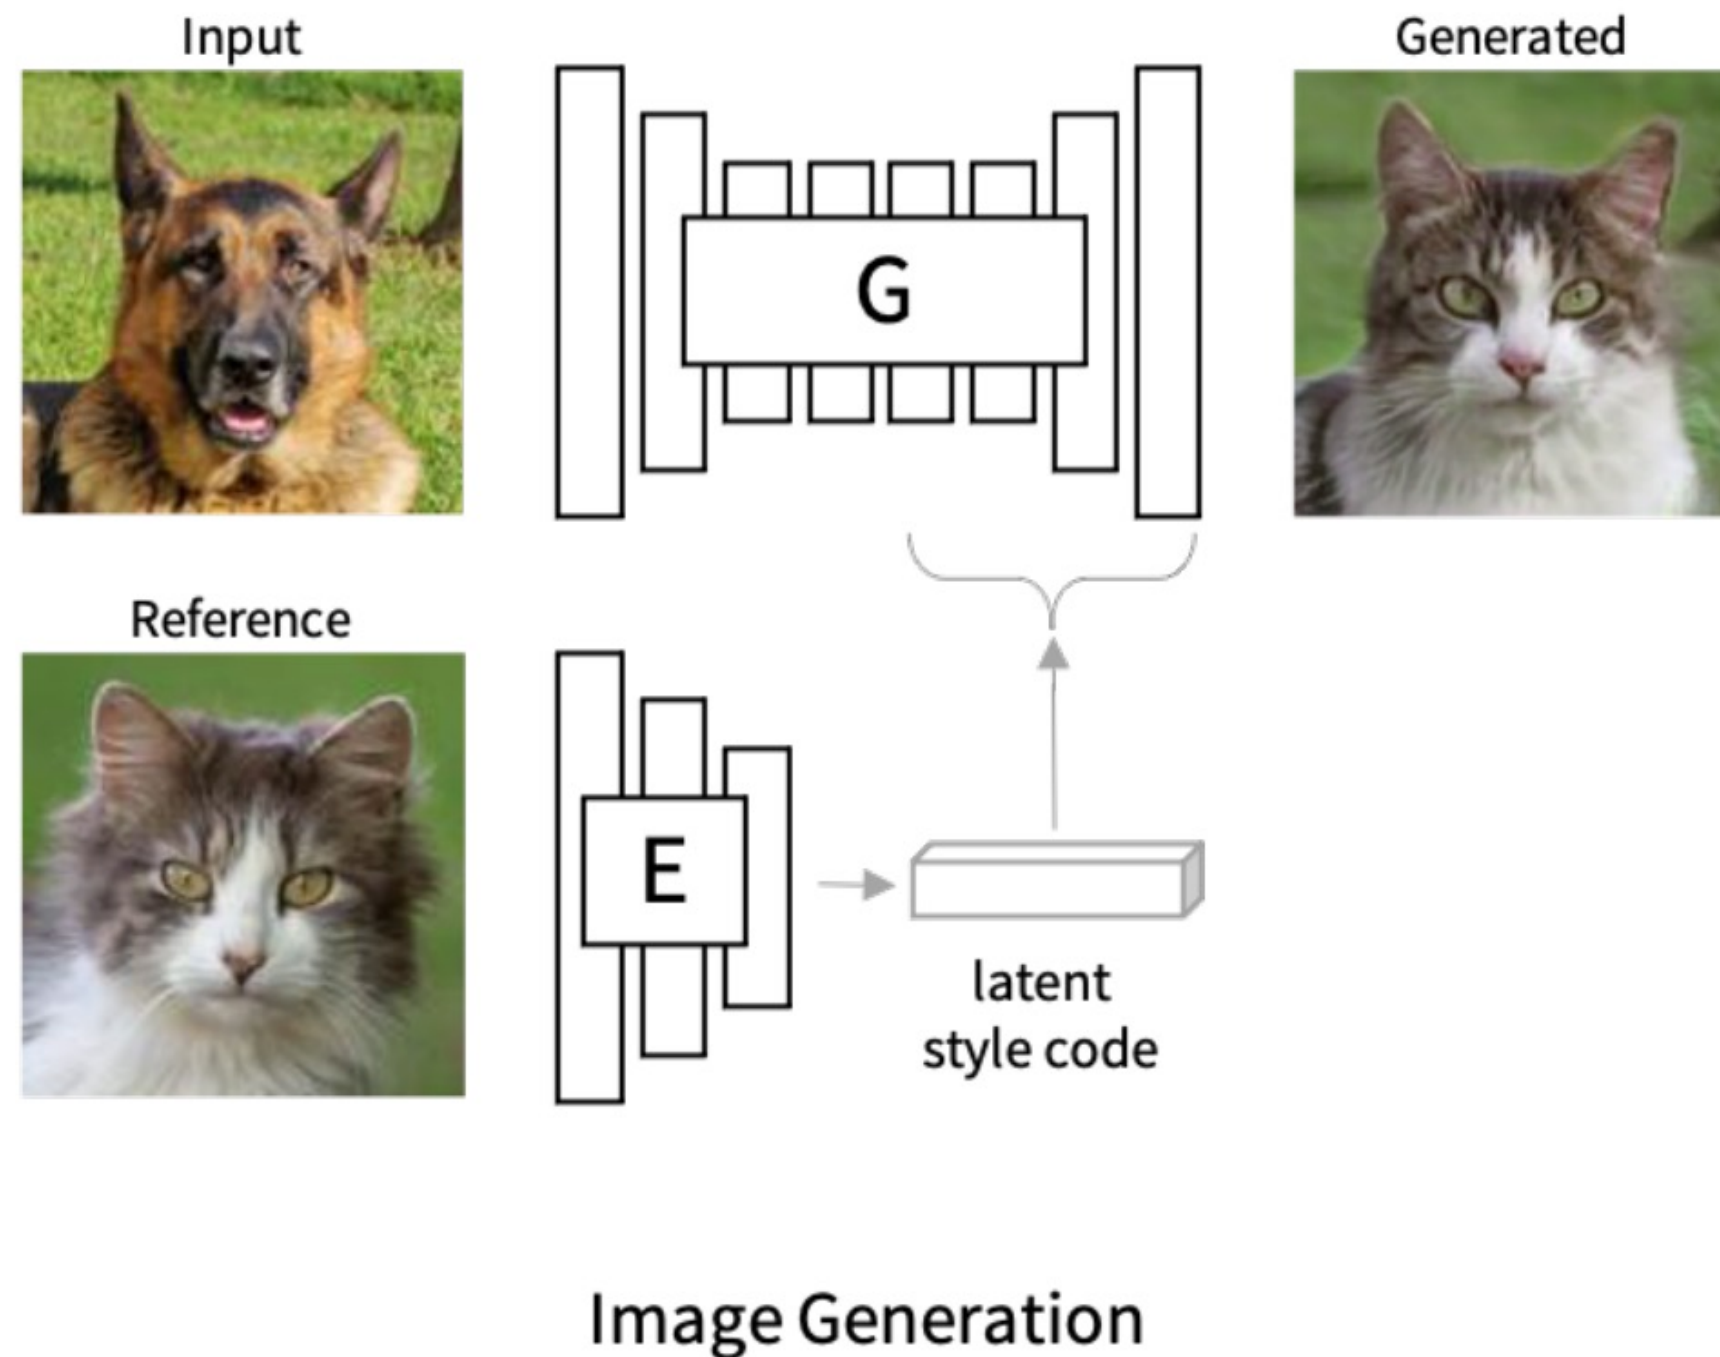 Input
Generated
G
Reference
E
latent
style code
Image Generation